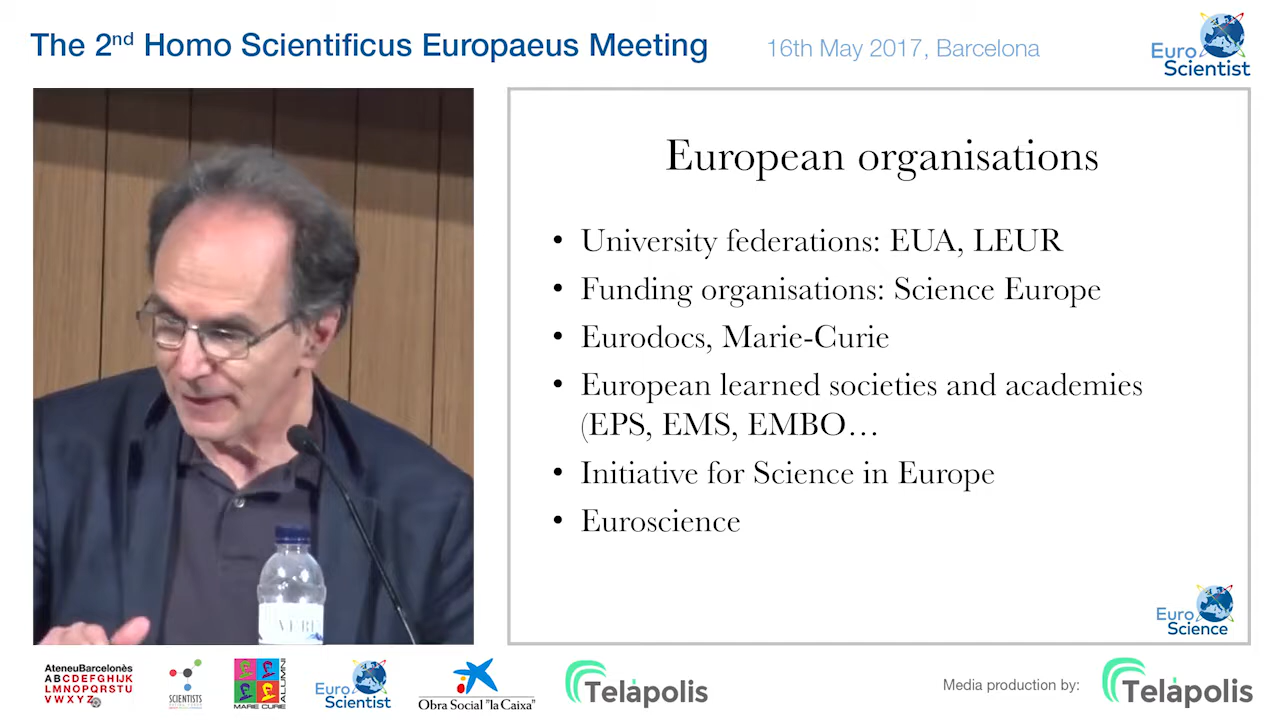 The 2nd Homo Scientificus Europaeus Meeting
16th May 2017, Barcelona
Euro
Scientist
European organisations
• University federations: EUA, LEUR
• Funding organisations: Science Europe
• Eurodocs, Marie-Curie
• European learned societies and academies
(EPS, EMS, EMBO…
• Initiative for Science in Europe
• Euroscience
Euro
Science
AteneuBarcelonès
ABCDEFGHIJK
LMNOPQRSTU
VWXYZ
SCIENTISTS
MARIE CURIE
ALUMNI
Euro
Scientist
Obra Social "la Caixa"
Telàpolis
Media production by:
Telàpolis